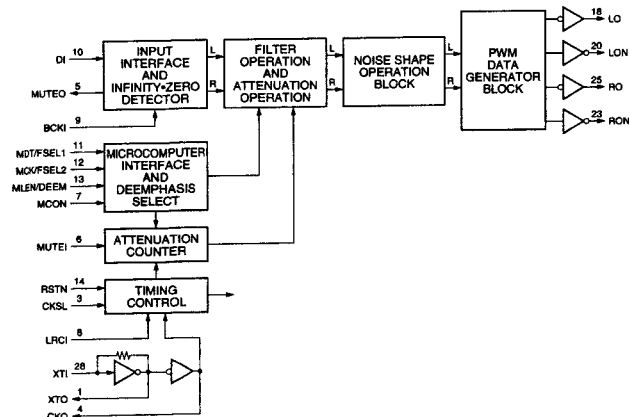 18 LO
20 LON
25 RO
23 RON
DI 10
MUTEO 5
BCKI 9
INPUT
INTERFACE
AND
INFINITY•ZERO
DETECTOR
L
R
FILTER
OPERATION
AND
ATTENUATION
OPERATION
L
R
NOISE SHAPE
OPERATION
BLOCK
L
R
PWM
DATA
GENERATOR
BLOCK
MDT/FSEL1 11
MCK/FSEL2 12
MLEN/DEEM 13
MCON 7
MICROCOMPUTER
INTERFACE
AND
DEEMPHASIS
SELECT
MUTEI 6
ATTENUATION
COUNTER
RSTN 14
CKSL 3
TIMING
CONTROL
LRCI 8
XTI 28
XTO 1
CKO 4